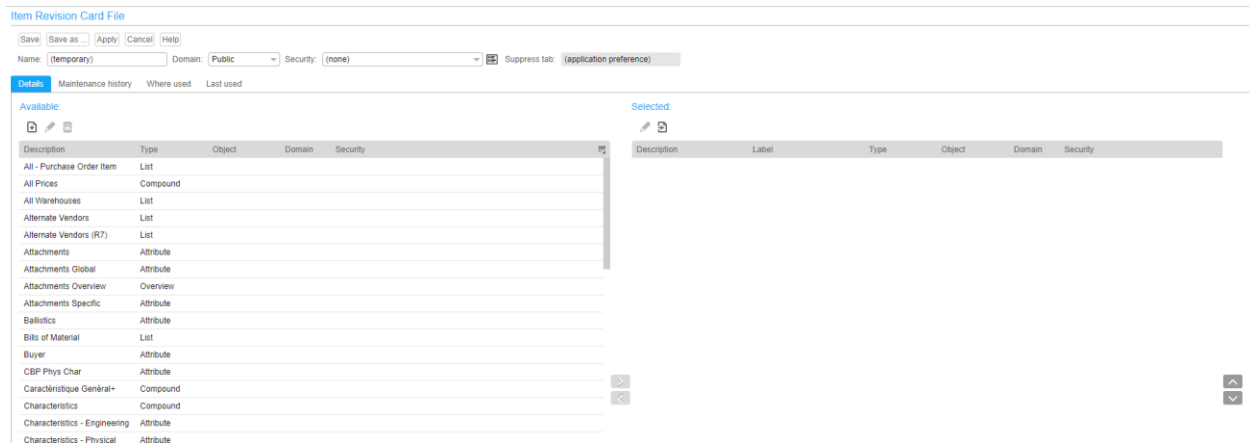 Item Revision Card File
Save Save as ... Apply Cancel Help
Name: (temporary) Domain: Public Security: (none) Suppress tab: (application preference)
Details Maintenance history Where used Last used
Available: Selected:
Description Type Object Domain Security Description Label Type Object Domain Security
All - Purchase Order Item List
All Prices Compound
All Warehouses List
Alternate Vendors List
Alternate Vendors (R7) List
Attachments Attribute
Attachments Global Attribute
Attachments Overview Overview
Attachments Specific Attribute
Ballistics Attribute
Bills of Material List
Buyer Attribute
CBP Phys Char Attribute
Caractéristique Genéral+ Compound
Characteristics Compound
Characteristics - Engineering Attribute
Characteristics - Physical Attribute